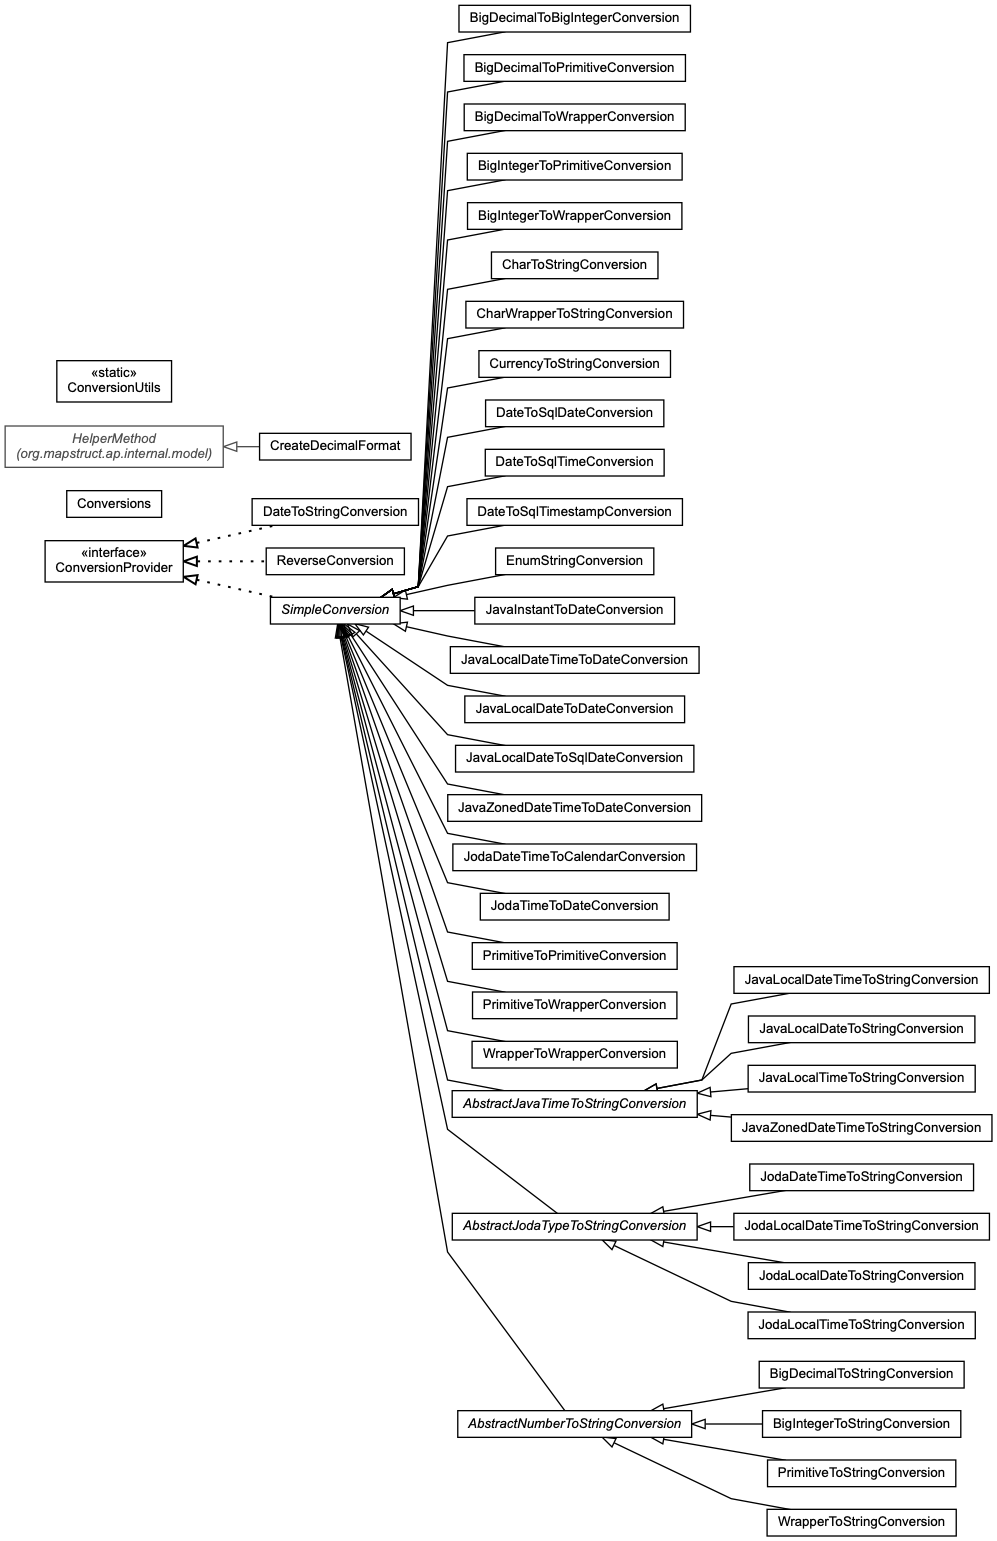 BigDecimalToBigIntegerConversion
BigDecimalToPrimitiveConversion
BigDecimalToWrapperConversion
BigIntegerToPrimitiveConversion
BigIntegerToWrapperConversion
CharToStringConversion
CharWrapperToStringConversion
CurrencyToStringConversion
«static»
ConversionUtils
DateToSqlDateConversion
HelperMethod
(org.mapstruct.ap.internal.model)
CreateDecimalFormat
DateToSqlTimeConversion
Conversions
DateToStringConversion
DateToSqlTimestampConversion
«interface»
ConversionProvider
ReverseConversion
EnumStringConversion
SimpleConversion
JavaInstantToDateConversion
JavaLocalDateTimeToDateConversion
JavaLocalDateToDateConversion
JavaLocalDateToSqlDateConversion
JavaZonedDateTimeToDateConversion
JodaDateTimeToCalendarConversion
JodaTimeToDateConversion
PrimitiveToPrimitiveConversion
PrimitiveToWrapperConversion
WrapperToWrapperConversion
AbstractJavaTimeToStringConversion
JavaLocalDateTimeToStringConversion
JavaLocalDateToStringConversion
JavaLocalTimeToStringConversion
JavaZonedDateTimeToStringConversion
AbstractJodaTypeToStringConversion
JodaDateTimeToStringConversion
JodaLocalDateTimeToStringConversion
JodaLocalDateToStringConversion
JodaLocalTimeToStringConversion
AbstractNumberToStringConversion
BigDecimalToStringConversion
BigIntegerToStringConversion
PrimitiveToStringConversion
WrapperToStringConversion